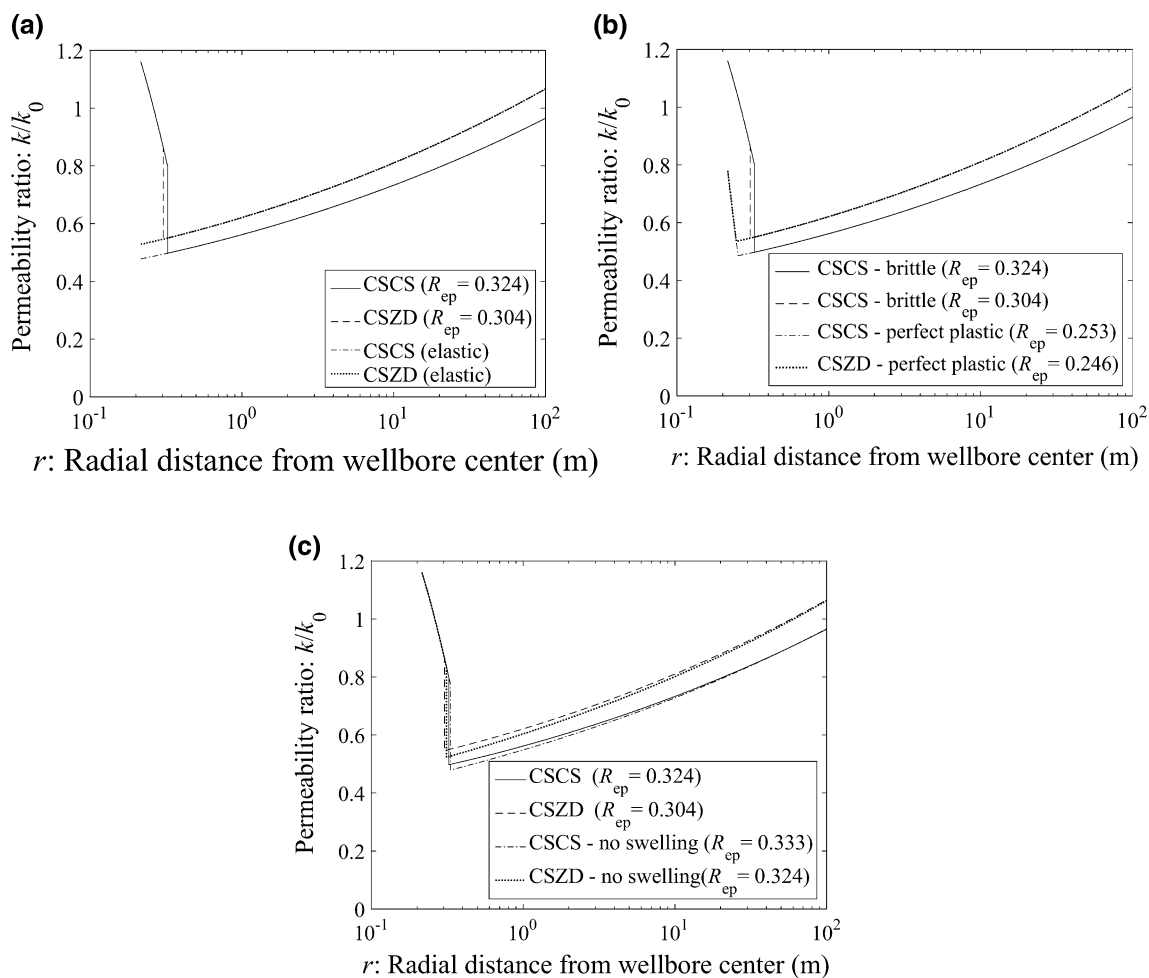 (a)
1.2
1
0.8
0.6
0.4
0.2
0
Permeability ratio: k/k0
CSCS (Rep= 0.324)
CSZD (Rep= 0.304)
CSCS (elastic)
CSZD (elastic)
10-1
100
101
102
r: Radial distance from wellbore center (m)
(b)
1.2
1
0.8
0.6
0.4
0.2
0
Permeability ratio: k/k0
CSCS - brittle (Rep= 0.324)
CSCS - brittle (Rep= 0.304)
CSCS - perfect plastic (Rep= 0.253)
CSZD - perfect plastic (Rep= 0.246)
10-1
100
101
102
r: Radial distance from wellbore center (m)
(c)
1.2
1
0.8
0.6
0.4
0.2
0
Permeability ratio: k/k0
CSCS (Rep= 0.324)
CSZD (Rep= 0.304)
CSCS - no swelling (Rep= 0.333)
CSZD - no swelling(Rep= 0.324)
10-1
100
101
102
r: Radial distance from wellbore center (m)